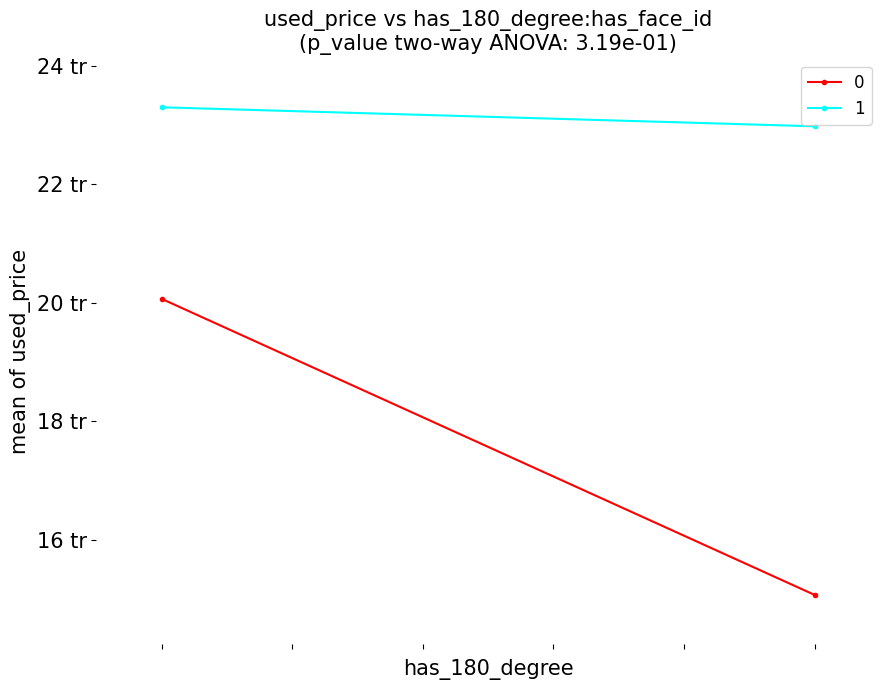 used_price vs has_180_degree:has_face_id
(p_value two-way ANOVA: 3.19e-01)
24 tr
22 tr
20 tr
18 tr
16 tr
mean of used_price
0
1
has_180_degree